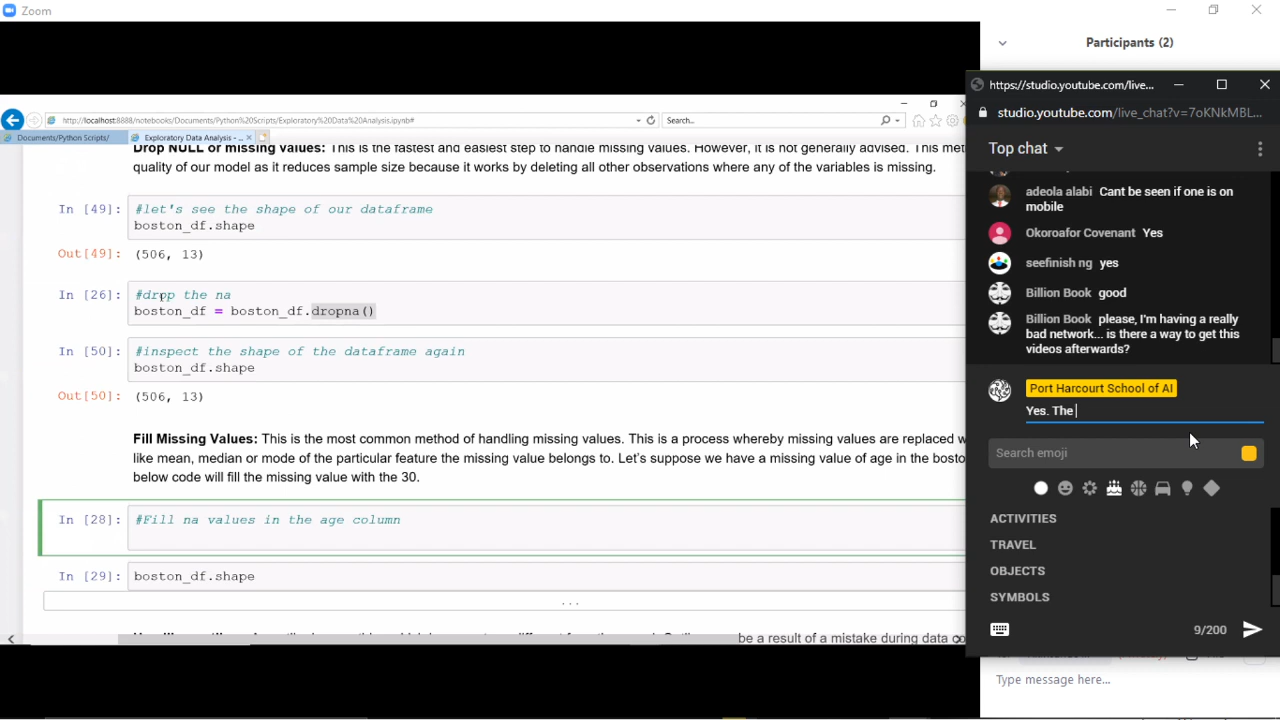 Zoom
Participants (2)
https://studio.youtube.com/live...
studio.youtube.com/live_chat?v=7oKNkMBL...
http://localhost:8888/notebooks/Documents/Python%20Scripts/Exploratory%20Data%20Analysis.ipynb#
Search...
Documents/Python Scripts/
Exploratory Data Analysis - ...
Drop NULL or missing values: This is the fastest and easiest step to handle missing values. However, it is not generally advised. This met
quality of our model as it reduces sample size because it works by deleting all other observations where any of the variables is missing.
In [49]: #let's see the shape of our dataframe
boston_df.shape
Out[49]: (506, 13)
In [26]: #drop the na
boston_df = boston_df.dropna()
In [50]: #inspect the shape of the dataframe again
boston_df.shape
Out[50]: (506, 13)
Fill Missing Values: This is the most common method of handling missing values. This is a process whereby missing values are replaced w
like mean, median or mode of the particular feature the missing value belongs to. Let's suppose we have a missing value of age in the bosto
below code will fill the missing value with the 30.
In [28]: #Fill na values in the age column
In [29]: boston_df.shape
...
be a result of a mistake during data co
Top chat
adeola alabi Cant be seen if one is on
mobile
Okoroafor Covenant Yes
seefinish ng yes
Billion Book good
Billion Book please, I'm having a really
bad network... is there a way to get this
videos afterwards?
Port Harcourt School of AI
Yes. The
Search emoji
ACTIVITIES
TRAVEL
OBJECTS
SYMBOLS
9/200
Type message here...